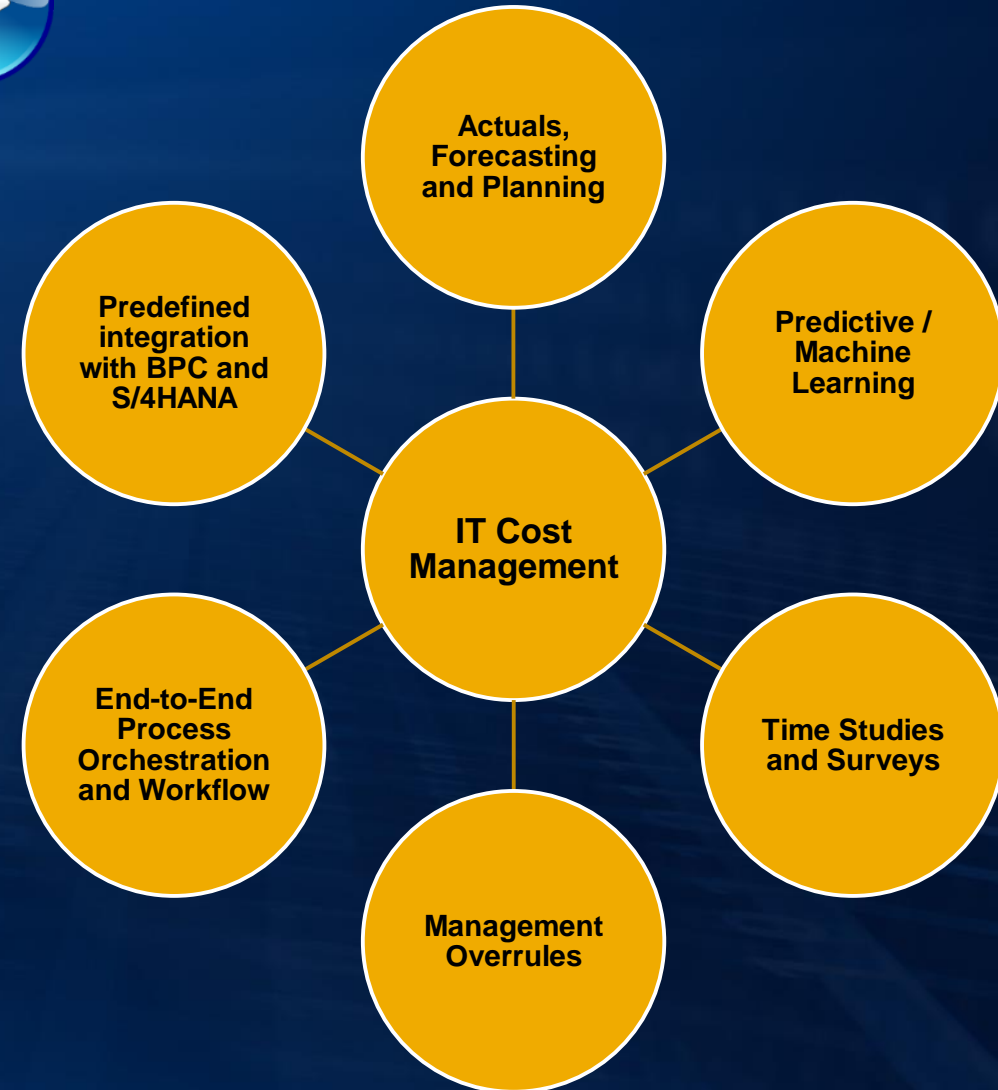 Actuals,
Forecasting
and Planning
Predefined
integration
with BPC and
S/4HANA
Predictive /
Machine
Learning
IT Cost
Management
End-to-End
Process
Orchestration
and Workflow
Time Studies
and Surveys
Management
Overrules